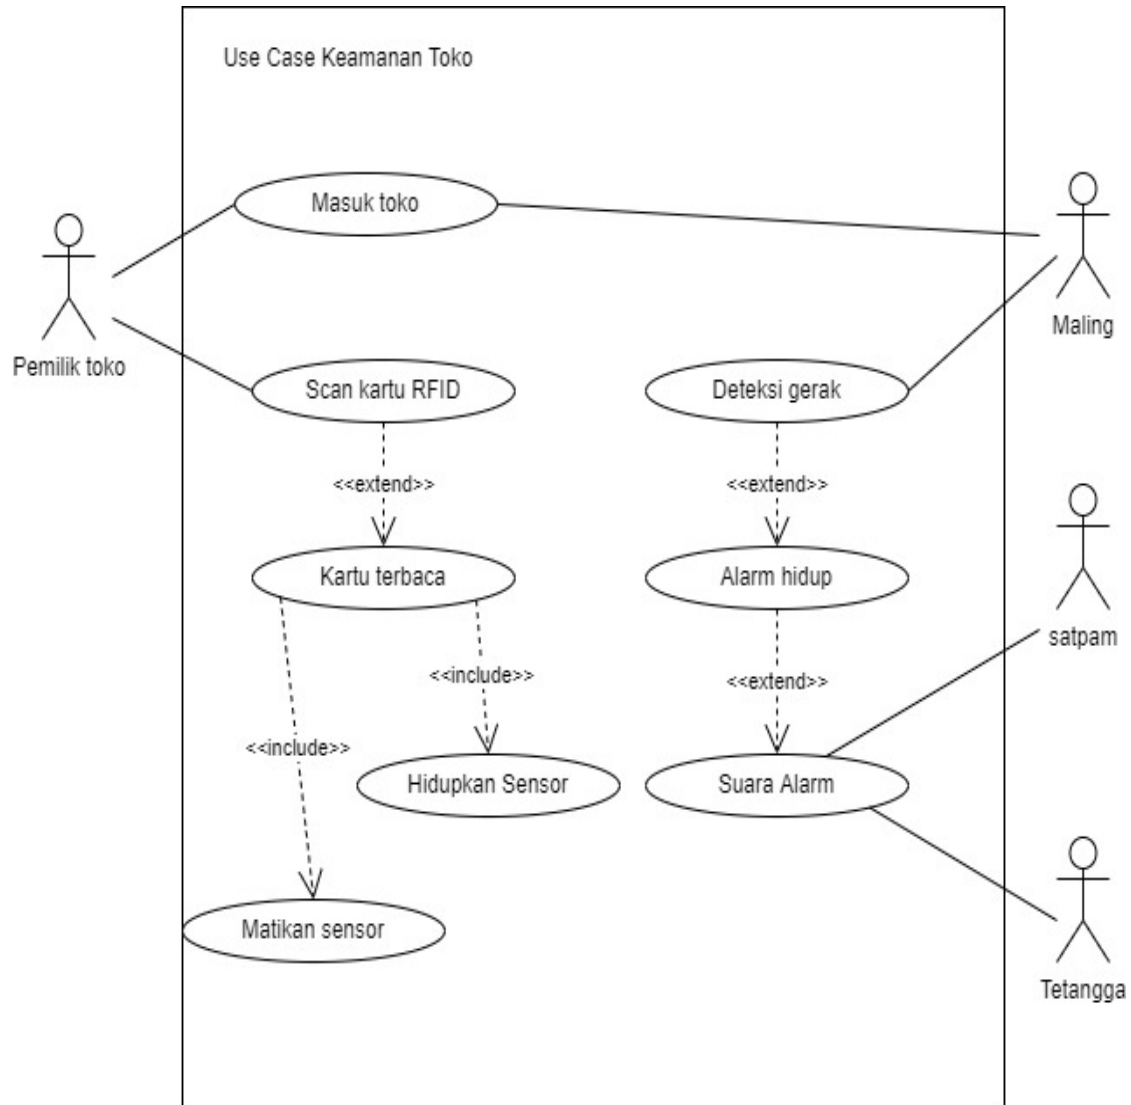 Use Case Keamanan Toko
Masuk toko
Pemilik toko
Maling
Scan kartu RFID
Deteksi gerak
<<extend>>
<<extend>>
Kartu terbaca
Alarm hidup
satpam
<<include>>
<<extend>>
<<include>>
Hidupkan Sensor
Suara Alarm
Matikan sensor
Tetangga